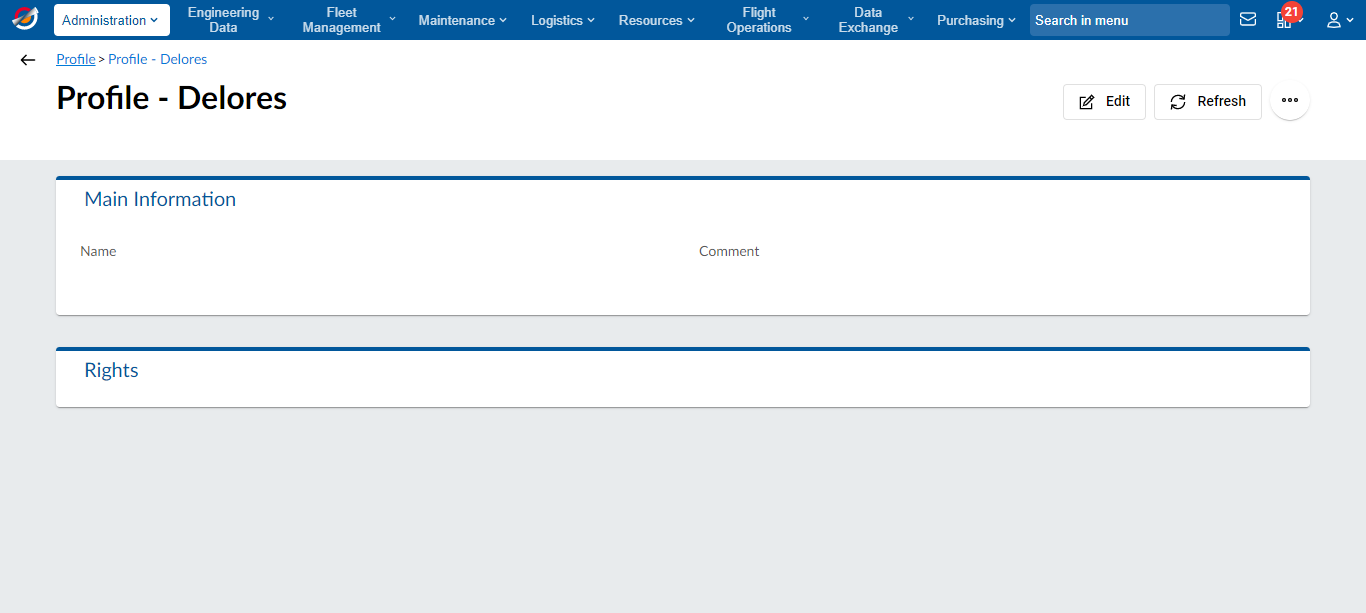 Administration
Engineering
Data
Fleet
Management
Maintenance
Logistics
Resources
Flight
Operations
Data
Exchange
Purchasing
Search in menu
21
Profile > Profile - Delores
Profile - Delores
Edit
Refresh
Main Information
Name
Comment
Rights